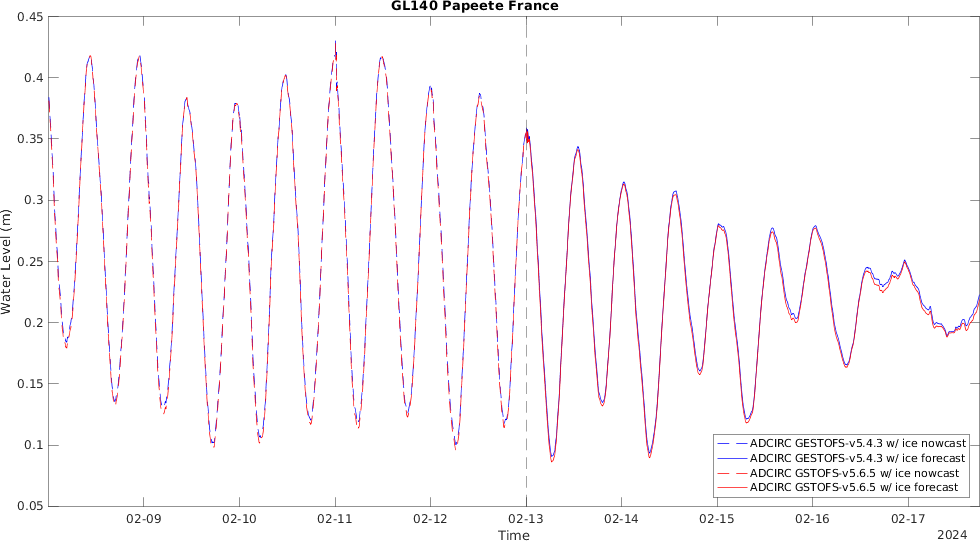 GL140 Papeete France
Water Level (m)
0.45
0.4
0.35
0.3
0.25
0.2
0.15
0.1
0.05
ADCIRC GESTOFS-v5.4.3 w/ ice nowcast
ADCIRC GESTOFS-v5.4.3 w/ ice forecast
ADCIRC GSTOFS-v5.6.5 w/ ice nowcast
ADCIRC GSTOFS-v5.6.5 w/ ice forecast
02-09 02-10 02-11 02-12 02-13 02-14 02-15 02-16 02-17
Time
2024